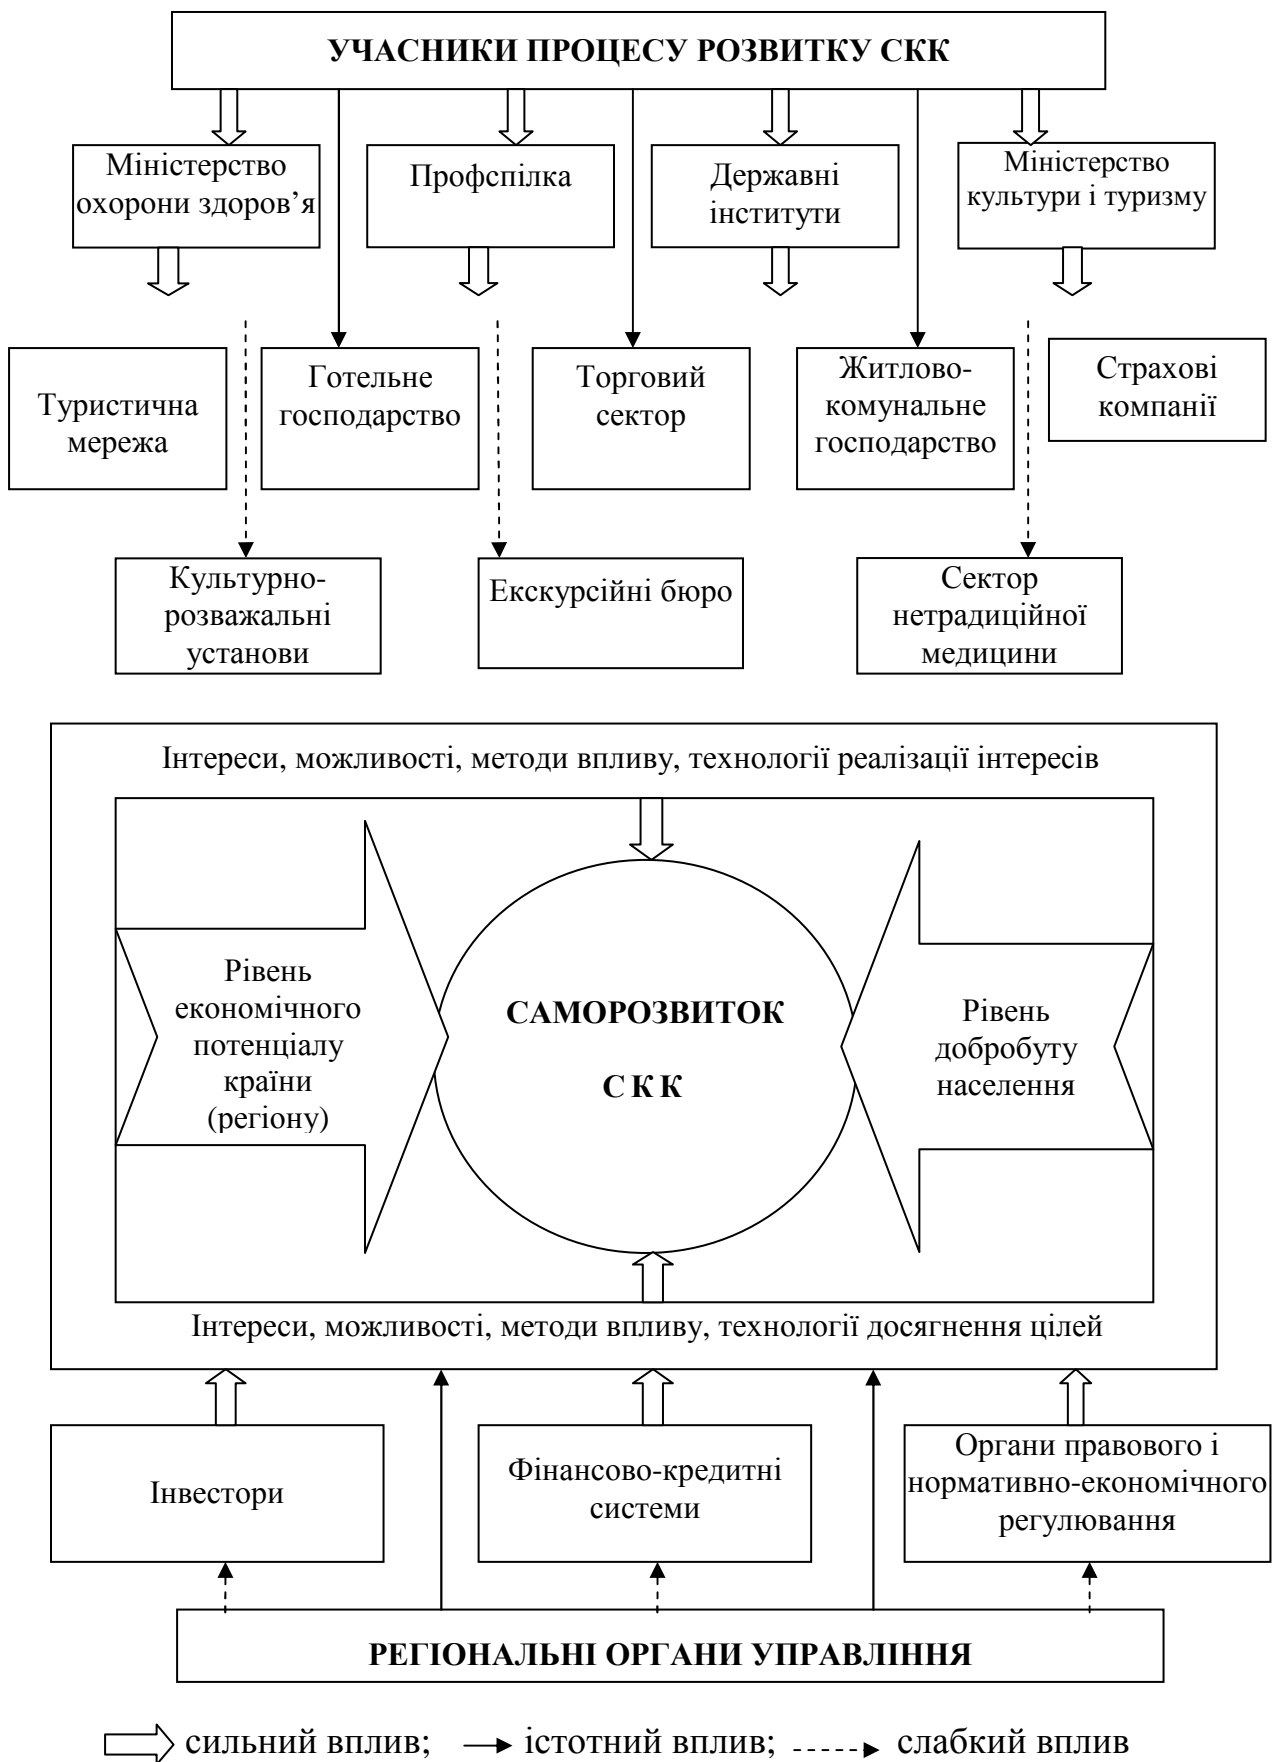 УЧАСНИКИ ПРОЦЕСУ РОЗВИТКУ СКК
Міністерство
охорони здоров’я
Профспілка
Державні
інститути
Міністерство
культури і туризму
Туристична
мережа
Готельне
господарство
Торговий
сектор
Житлово-
комунальне
господарство
Страхові
компанії
Культурно-
розважальні
установи
Екскурсійні бюро
Сектор
нетрадиційної
медицини
Інтереси, можливості, методи впливу, технології реалізації інтересів
Рівень
економічного
потенціалу
країни
(регіону)
САМОРОЗВИТОК
С К К
Рівень
добробуту
населення
Інтереси, можливості, методи впливу, технології досягнення цілей
Інвестори
Фінансово-кредитні
системи
Органи правового і
нормативно-економічного
регулювання
РЕГІОНАЛЬНІ ОРГАНИ УПРАВЛІННЯ
сильний вплив; істотний вплив; слабкий вплив